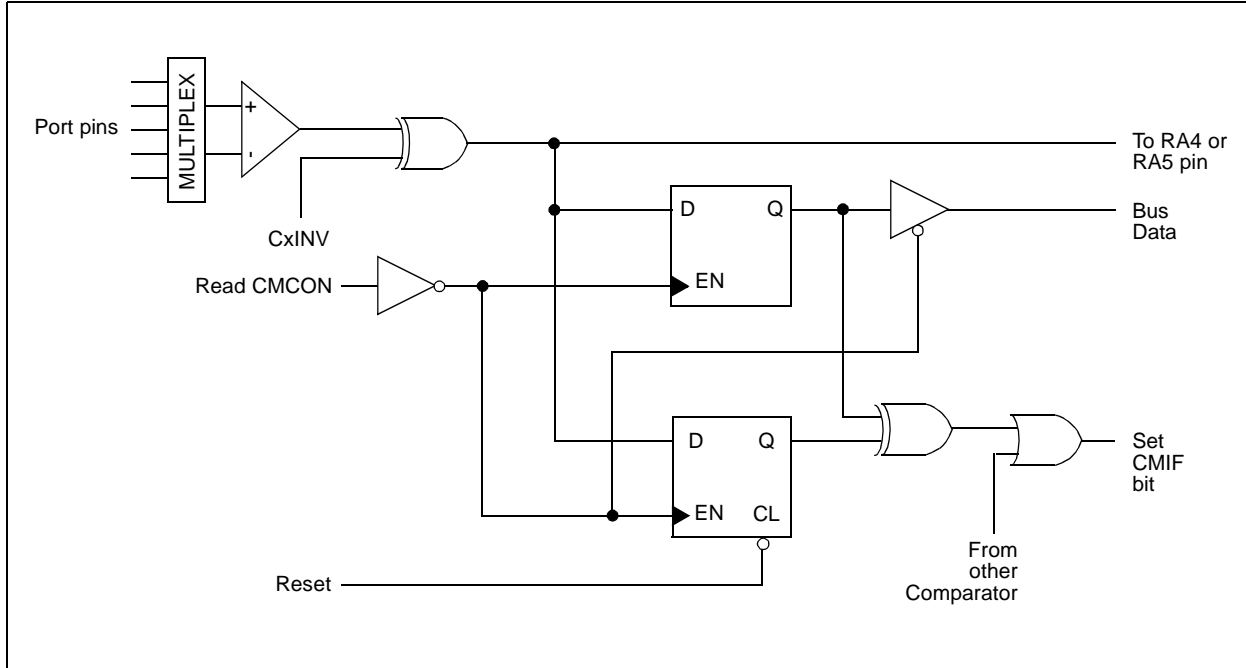 MULTIPLEX
Port pins
+
-
CxINV
To RA4 or
RA5 pin
D
Q
EN
Bus
Data
Read CMCON
D
Q
EN
CL
Set
CMIF
bit
From
other
Comparator
Reset